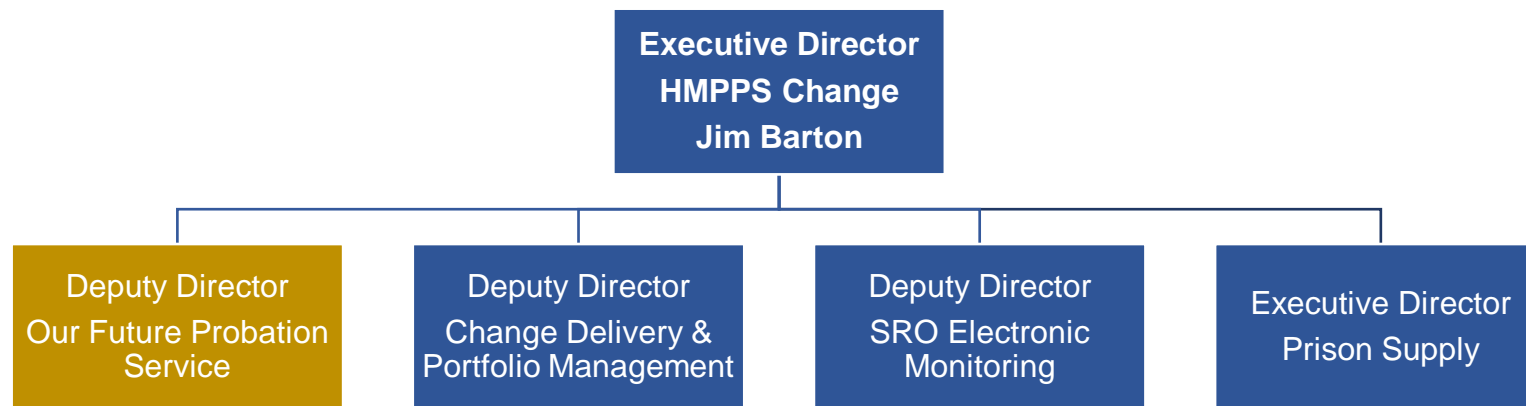 Executive Director
HMPPS Change
Jim Barton
Deputy Director
Our Future Probation
Service
Deputy Director
Change Delivery &
Portfolio Management
Deputy Director
SRO Electronic
Monitoring
Executive Director
Prison Supply